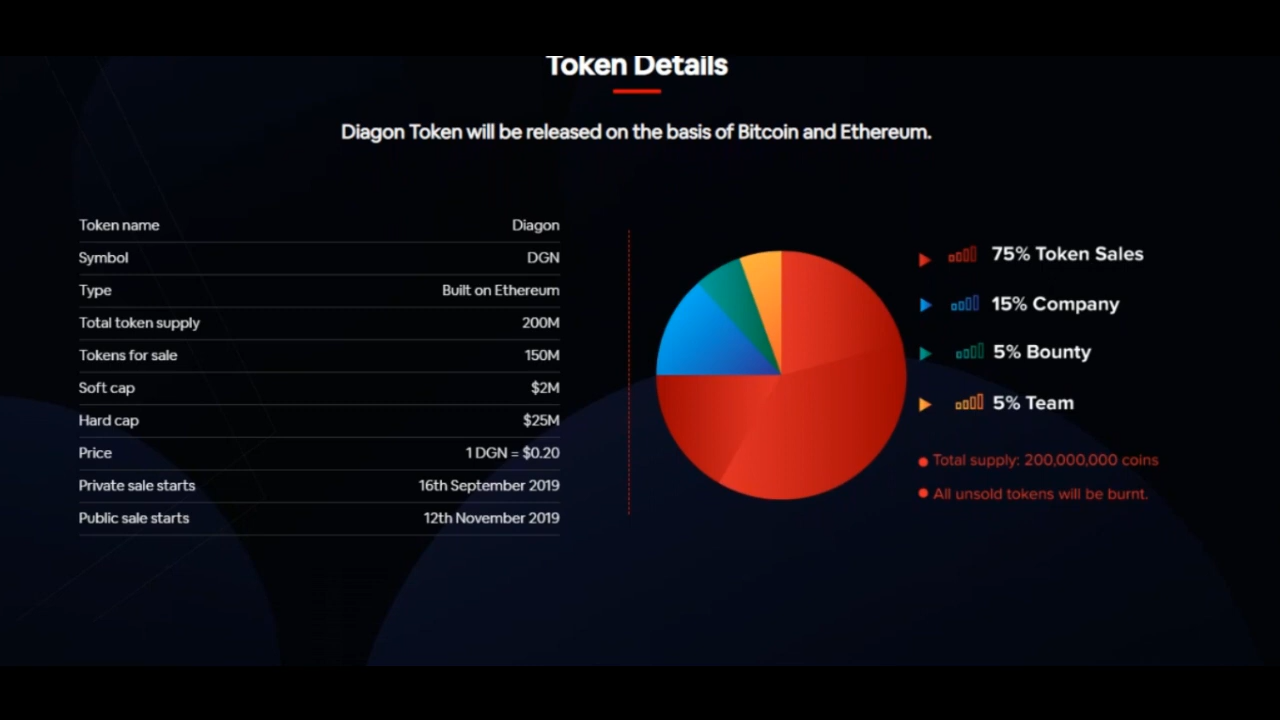 Token Details
Diagon Token will be released on the basis of Bitcoin and Ethereum.
Token name Diagon
Symbol DGN
Type Built on Ethereum
Total token supply 200M
Tokens for sale 150M
Soft cap $2M
Hard cap $25M
Price 1 DGN = $0.20
Private sale starts 16th September 2019
Public sale starts 12th November 2019
75% Token Sales
15% Company
5% Bounty
5% Team
Total supply: 200,000,000 coins
All unsold tokens will be burnt.